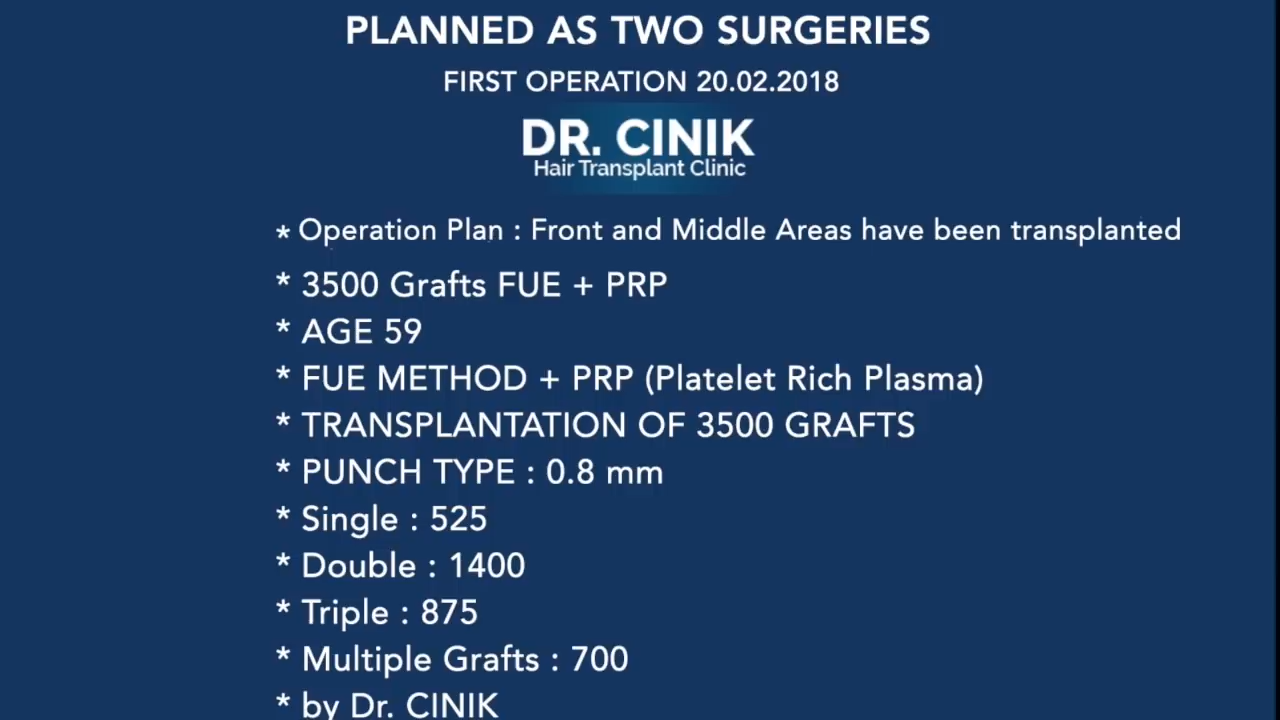 PLANNED AS TWO SURGERIES
FIRST OPERATION 20.02.2018
DR. CINIK
Hair Transplant Clinic
* Operation Plan : Front and Middle Areas have been transplanted
* 3500 Grafts FUE + PRP
* AGE 59
* FUE METHOD + PRP (Platelet Rich Plasma)
* TRANSPLANTATION OF 3500 GRAFTS
* PUNCH TYPE : 0.8 mm
* Single : 525
* Double : 1400
* Triple : 875
* Multiple Grafts : 700
* by Dr. CINIK